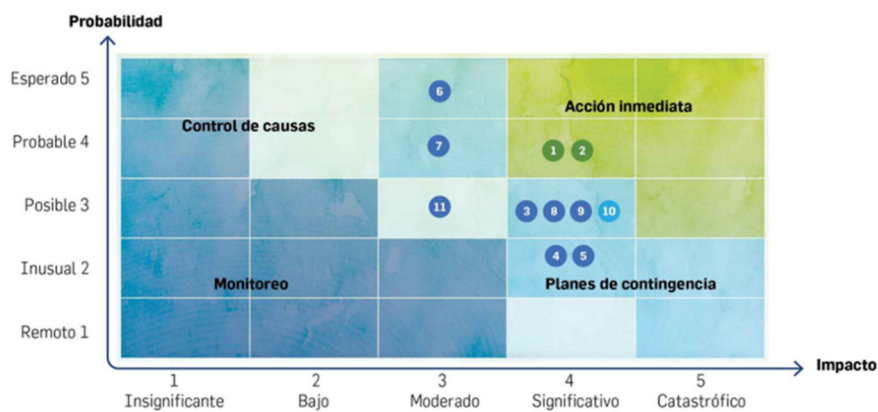 Probabilidad
Esperado 5
6
Acción inmediata
Control de causas
Probable 4
7
1 2
Posible 3
11
3 8 9 10
Inusual 2
4 5
Monitoreo
Planes de contingencia
Remoto 1
Impacto
1 2 3 4 5
Insignificante Bajo Moderado Significativo Catastrófico